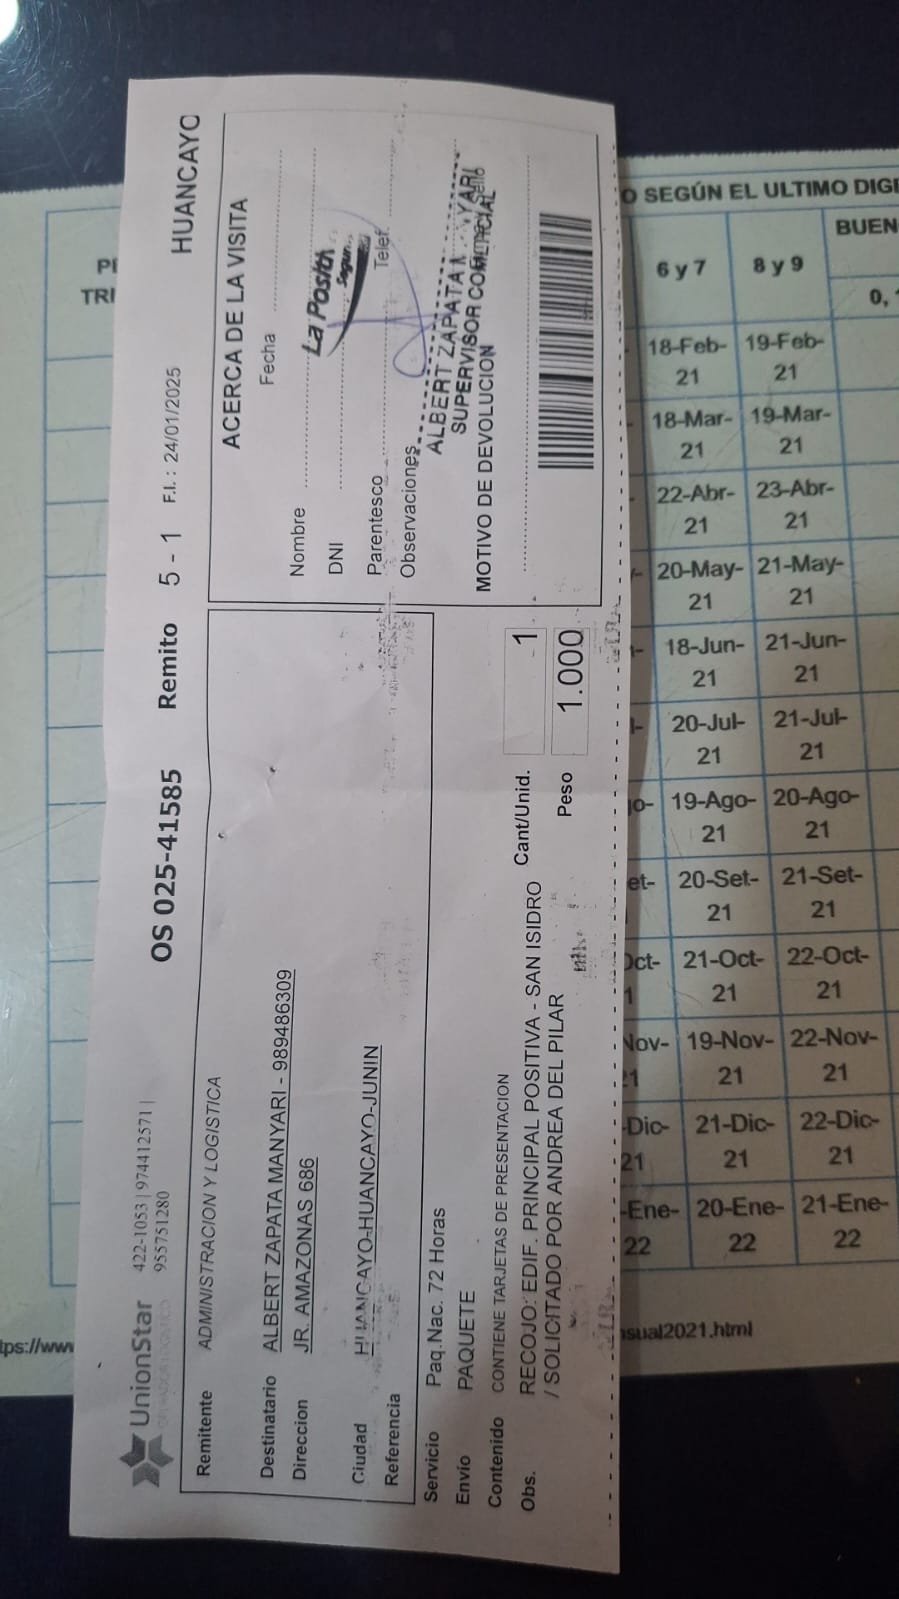 UnionStar
422-1053 | 974412571 |
955751280
OS 025-41585
Remito
5 - 1
F.I. : 24/01/2025
HUANCAYO
Remitente ADMINISTRACION Y LOGISTICA
Destinatario ALBERT ZAPATA MANYARI - 989486309
Direccion JR. AMAZONAS 686
Ciudad HUANCAYO-HUANCAYO-JUNIN
Referencia
Servicio Paq.Nac. 72 Horas
Envio PAQUETE
Contenido CONTIENE TARJETAS DE PRESENTACION
Obs. RECOJO: EDIF. PRINCIPAL POSITIVA - SAN ISIDRO
/ SOLICITADO POR ANDREA DEL PILAR
Cant/Unid. 1
Peso 1.000
ACERCA DE LA VISITA
Fecha
Nombre
DNI
Parentesco
Telef
Observaciones
La Positiva
Seguros
ALBERT ZAPATA
SUPERVISOR COMERCIAL
MOTIVO DE DEVOLUCION
O SEGÚN EL ULTIMO DIGI
BUEN
6 y 7 8 y 9
0,
18-Feb-21 19-Feb-21
18-Mar-21 19-Mar-21
22-Abr-21 23-Abr-21
20-May-21 21-May-21
18-Jun-21 21-Jun-21
20-Jul-21 21-Jul-21
19-Ago-21 20-Ago-21
20-Set-21 21-Set-21
21-Oct-21 22-Oct-21
19-Nov-21 22-Nov-21
21-Dic-21 22-Dic-21
20-Ene-22 21-Ene-22
tps://www
sual2021.html